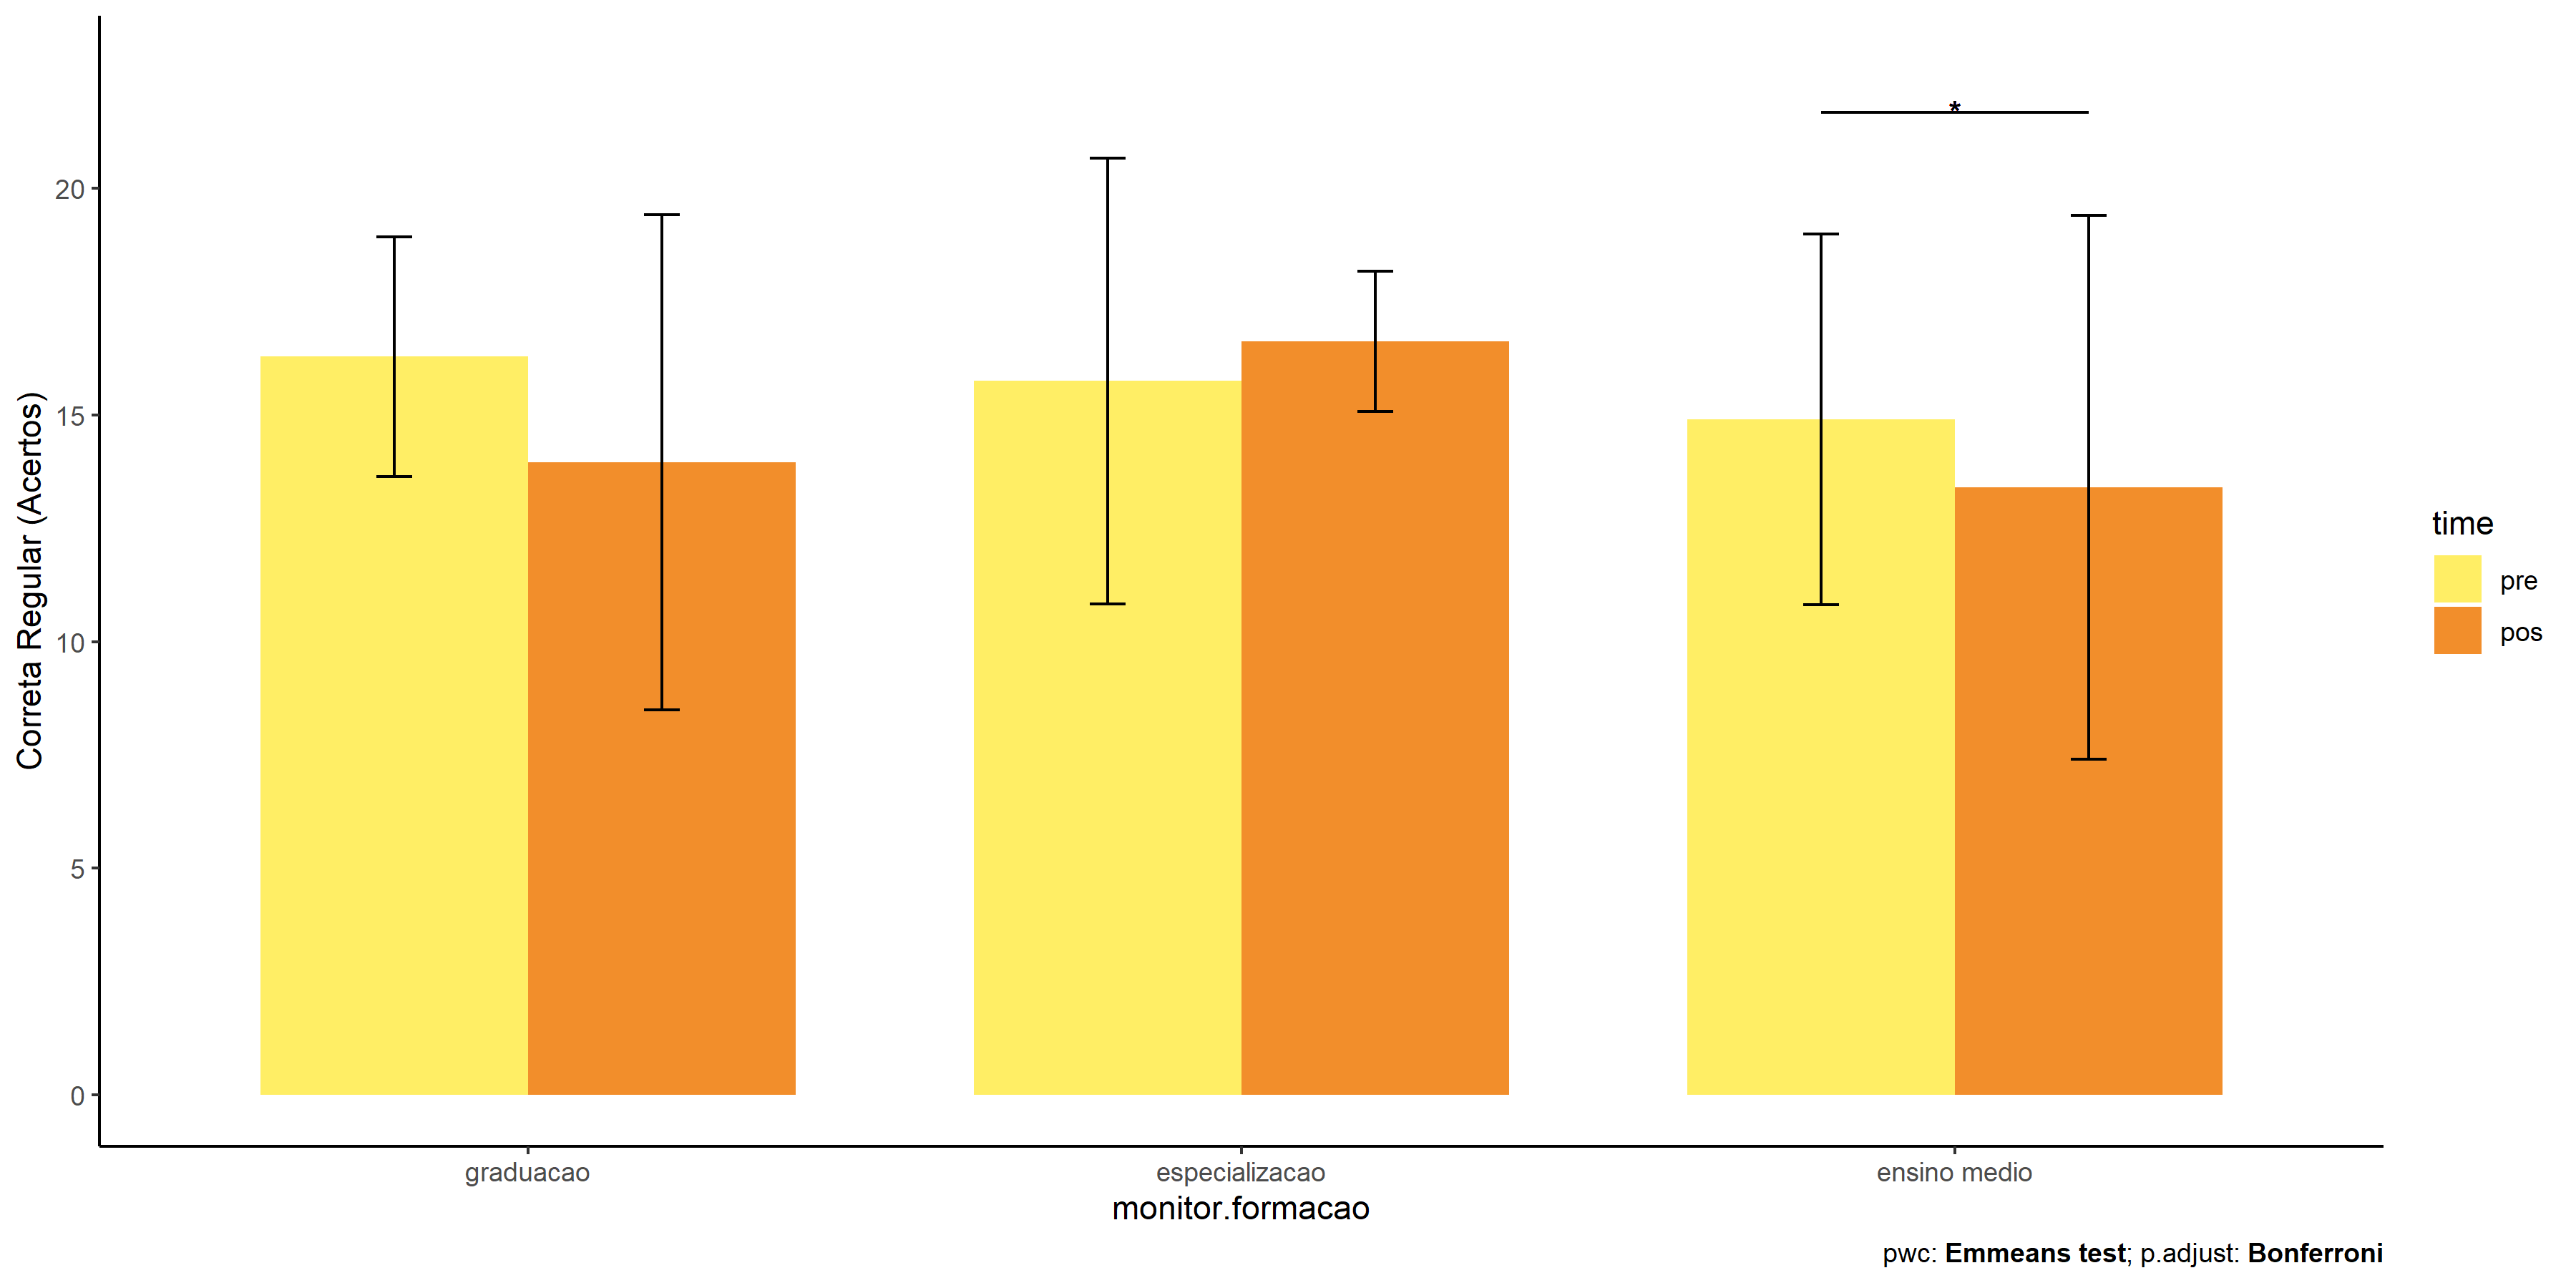 *
20
15
10
5
0
Correta Regular (Acertos)
graduacao
especializacao
ensino medio
monitor.formacao
time
pre
pos
pwc: Emmeans test; p.adjust: Bonferroni